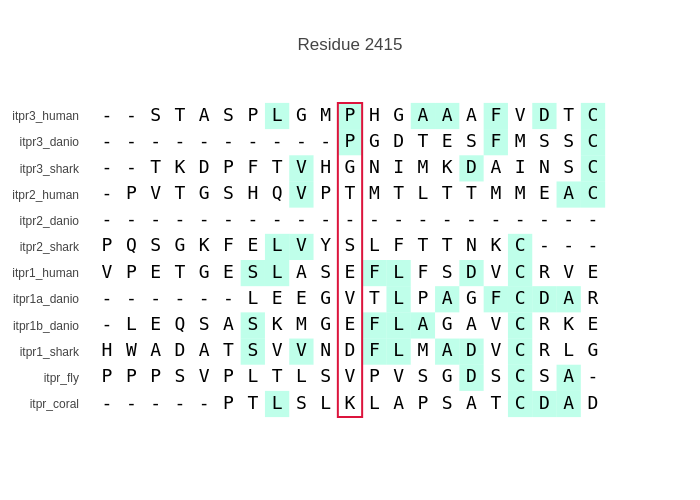 Residue 2415
itpr3_human - - S T A S P L G M P H G A A A F V D T C
itpr3_danio - - - - - - - - - - P G D T E S F M S S C
itpr3_shark - - T K D P F T V H G N I M K D A I N S C
itpr2_human - P V T G S H Q V P T M T L T T M M E A C
itpr2_danio - - - - - - - - - - - - - - - - - - - - -
itpr2_shark P Q S G K F E L V Y S L F T T N K C - - -
itpr1_human V P E T G E S L A S E F L F S D V C R V E
itpr1a_danio - - - - - - L E E G V T L P A G F C D A R
itpr1b_danio - L E Q S A S K M G E F L A G A V C R K E
itpr1_shark H W A D A T S V V N D F L M A D V C R L G
itpr_fly P P P S V P L T L S V P V S G D S C S A -
itpr_coral - - - - - P T L S L K L A P S A T C D A D